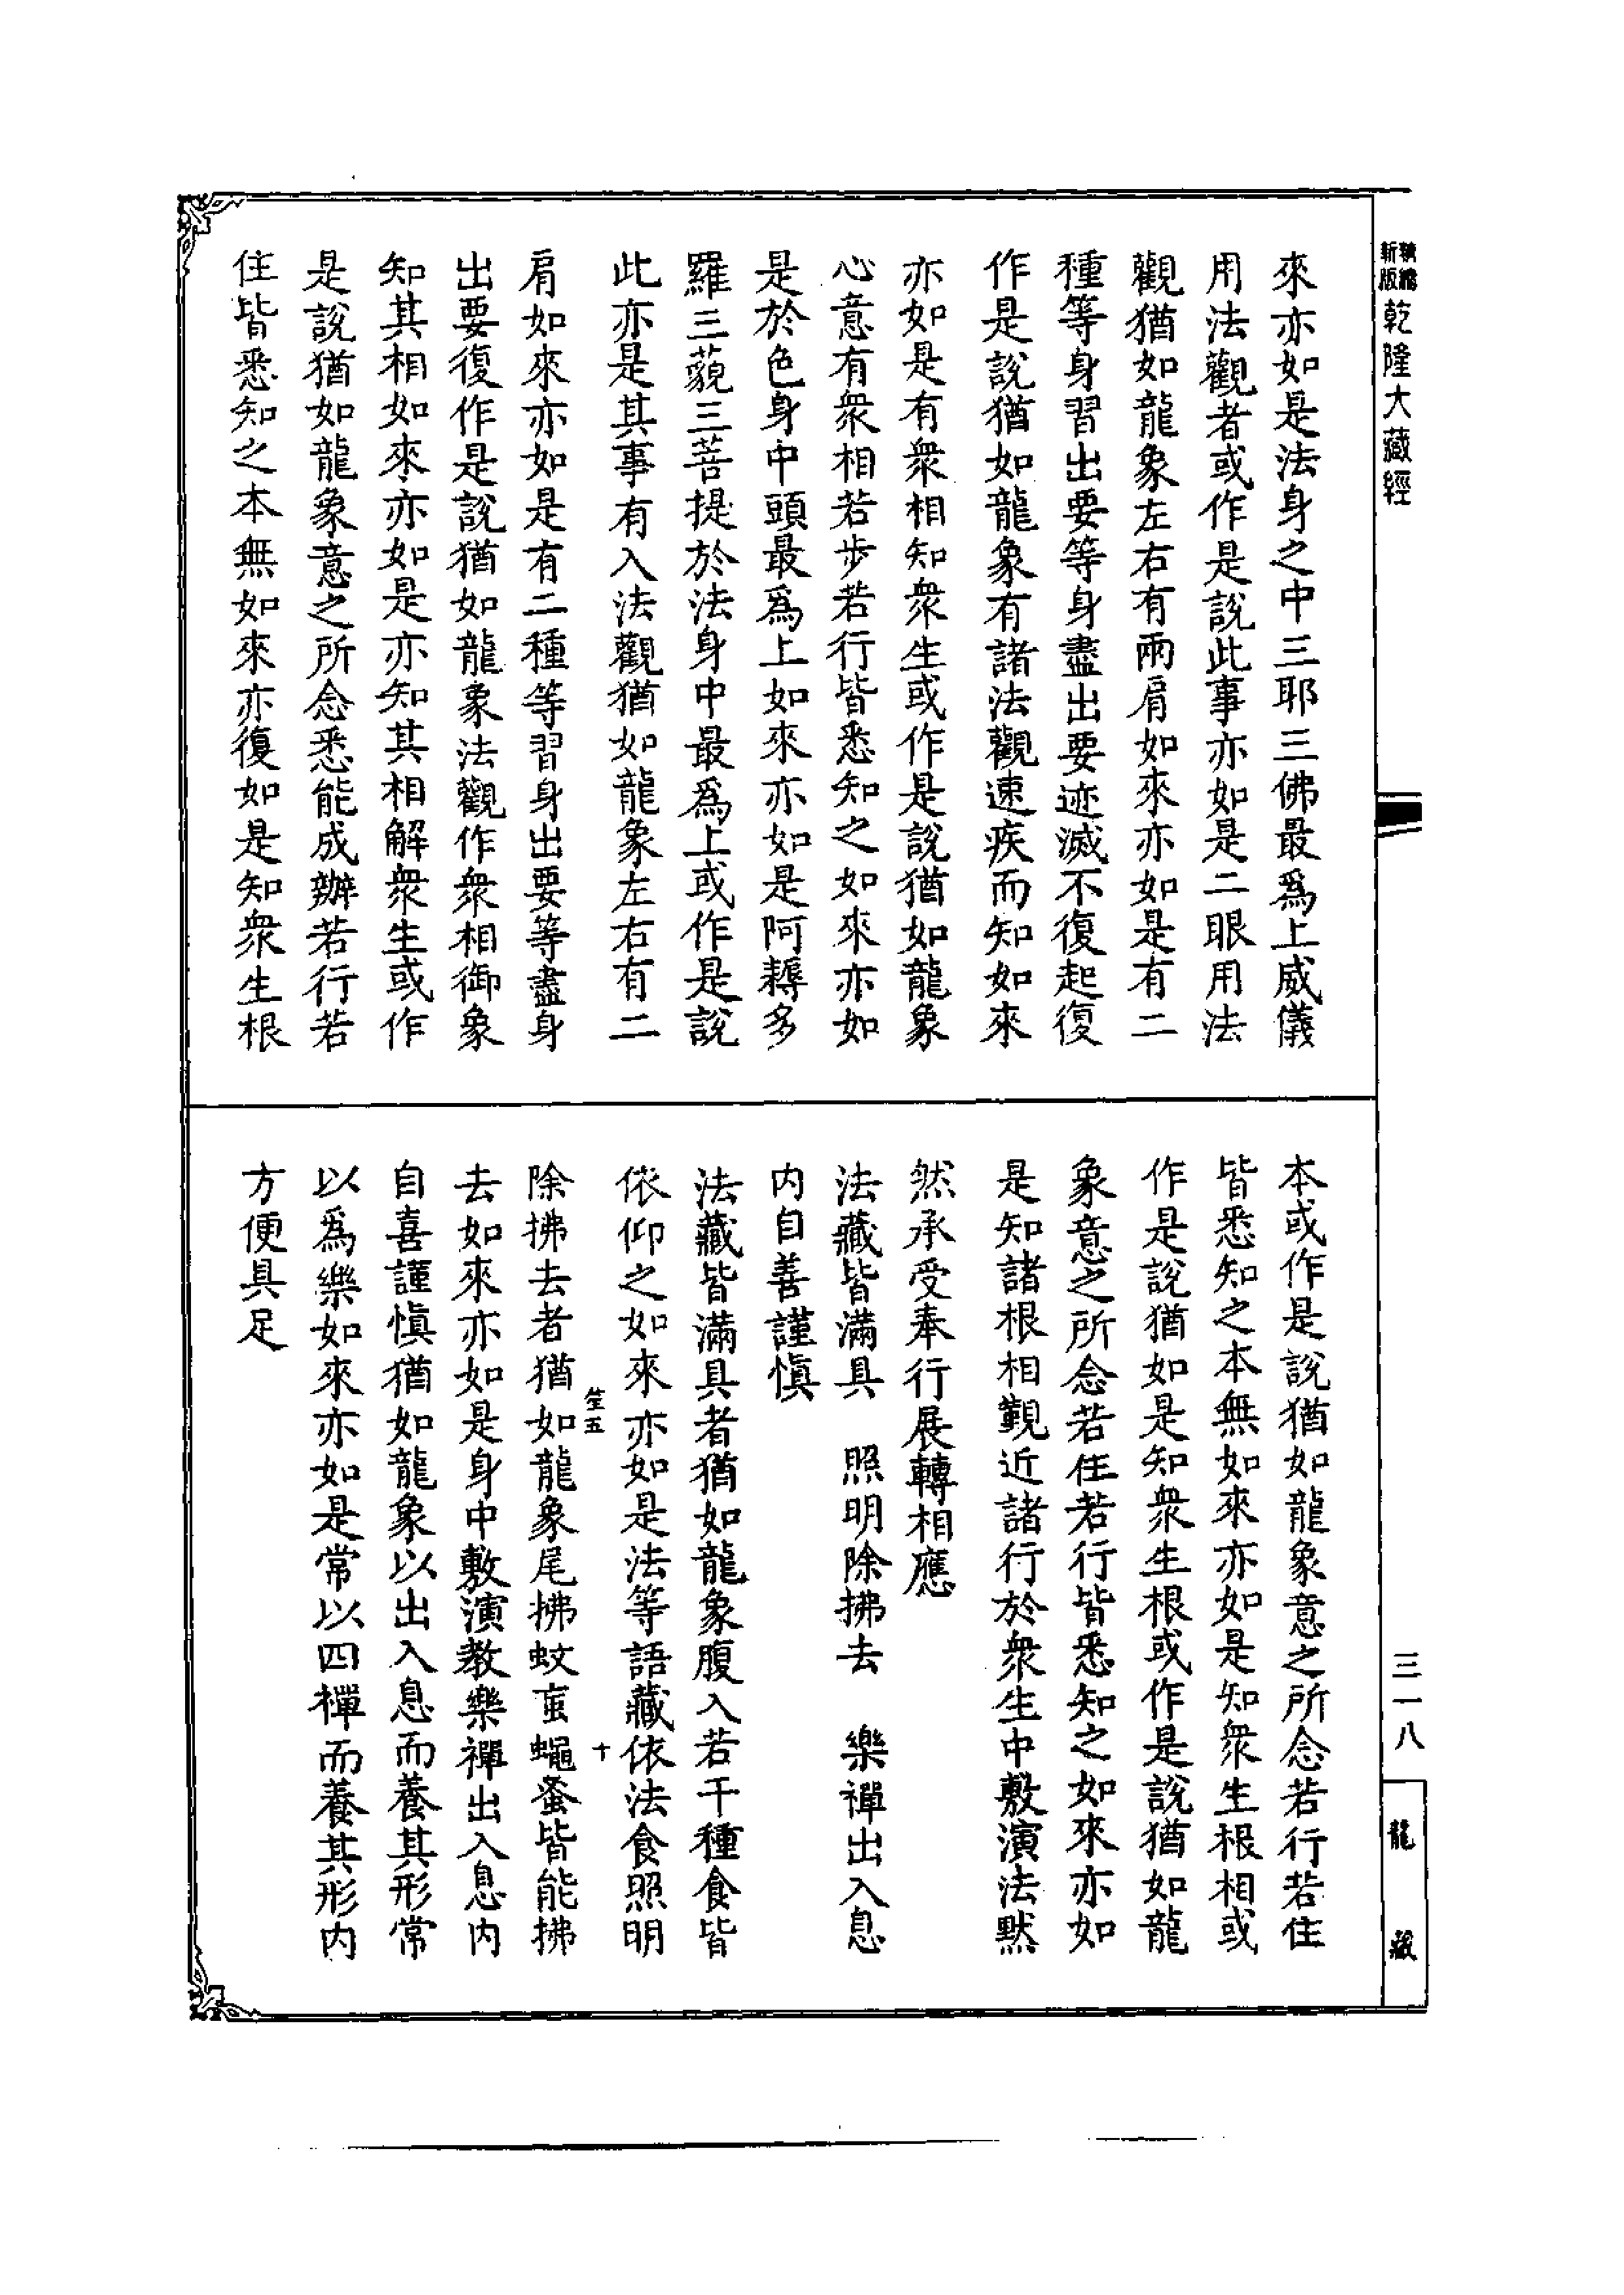 新版
乾隆大藏經
來亦如是法身之中三耶三佛最爲上威儀
用法觀者或作是說此事亦如是二眼用法
觀猶如龍象左右有兩肩如來亦如是有二
種等身習出要等身盡出要迹滅不復起復
作是說猶如龍象有諸法觀速疾而知如來
亦如是有衆相知衆生或作是說猶如龍象
心意有衆相若步若行皆悉知之如來亦如
是於色身中頭最爲上如來亦如是阿耨多
羅三藐三菩提於法身中最爲上或作是說
此亦是其事有入法觀猶如龍象左右有二
肩如來亦如是有二種等習身出要等盡身
出要復作是說猶如龍象法觀作衆相御象
知其相如來亦如是亦知其相解衆生或作
是說猶如龍象意之所念悉能成辦若行若
住皆悉知之本無如來亦復如是知衆生根
本或作是說猶如龍象意之所念若行若住
皆悉知之本無如來亦如是知衆生根相或
作是說猶如是知衆生根或作是說猶如龍
象意之所念若住若行皆悉知之如來亦如
是知諸根相觀近諸行於衆生中敷演法默
然承受奉行展轉相應
法藏皆滿具　照明除拂去　樂禪出入息
内自善謹愼
法藏皆滿具者猶如龍象腹入若干種食皆
依仰之如來亦如是法等語藏依法食照明
笙五
十
除拂去者猶如龍象尾拂蚊䖟蠅蚤皆能拂
去如來亦如是身中敷演教樂禪出入息内
自喜謹愼猶如龍象以出入息而養其形常
以爲樂如來亦如是常以四禪而養其形内
方便具足
三一八
龍藏